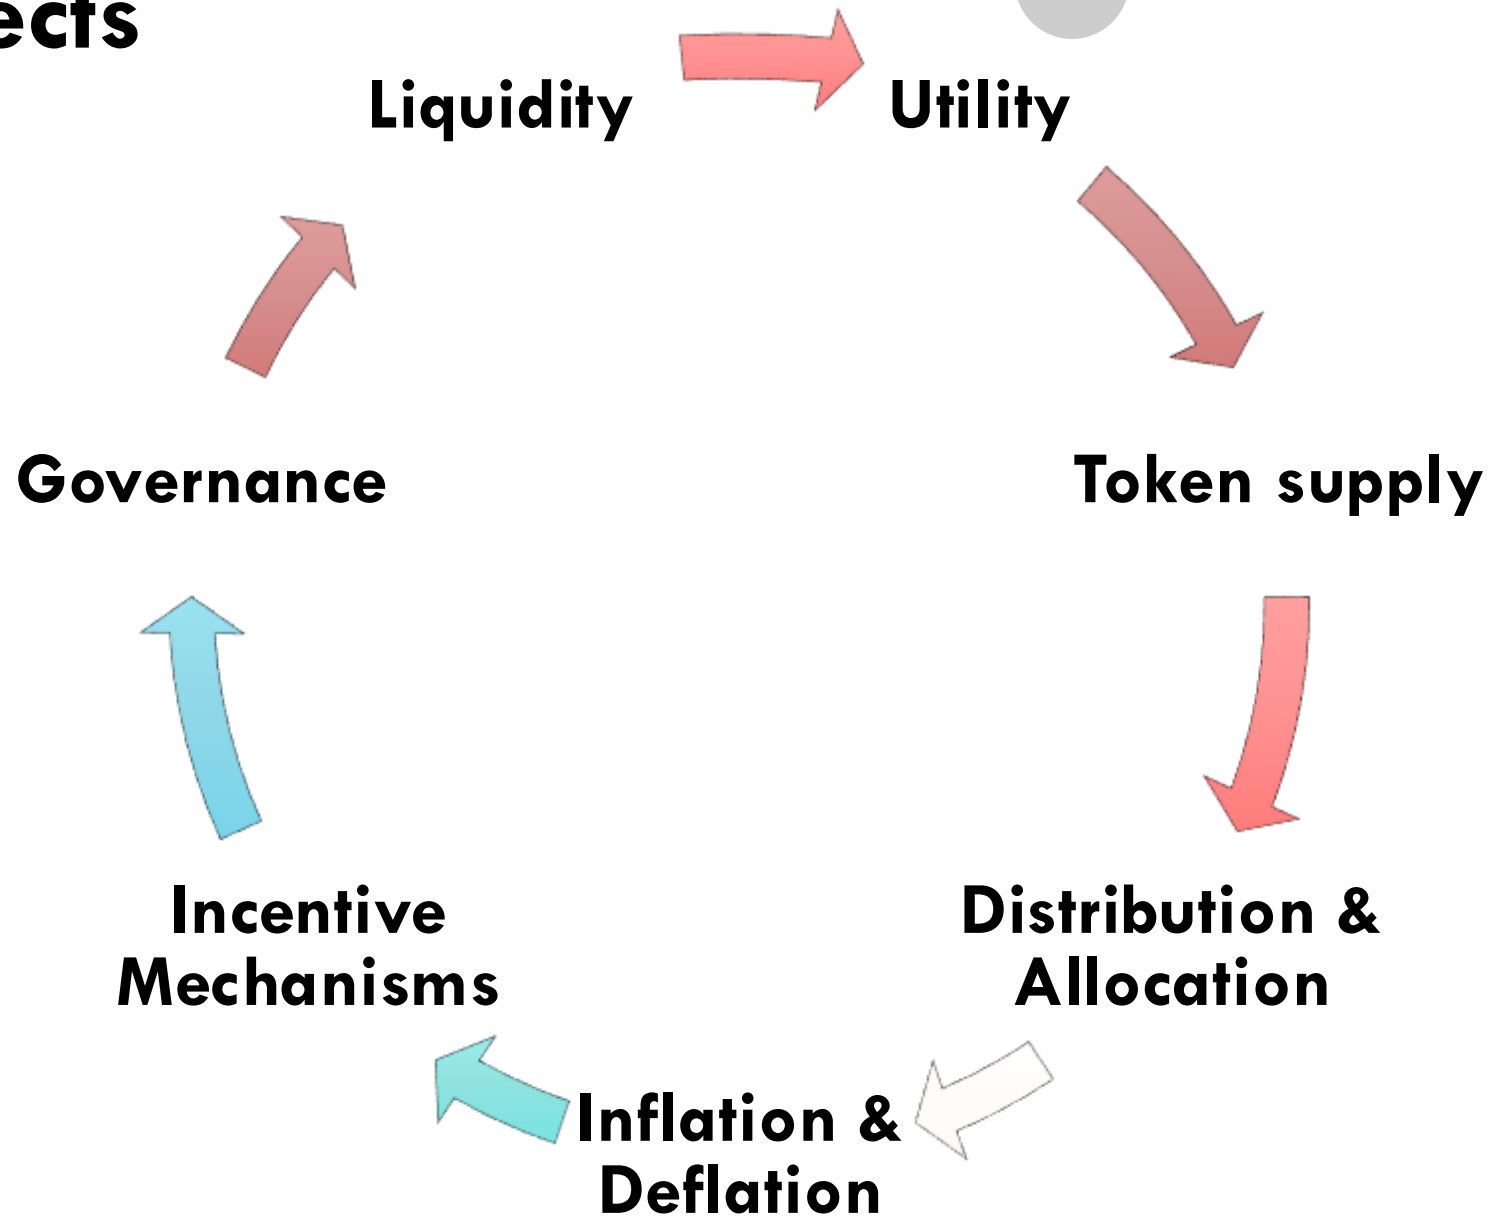 ects
Liquidity
Utility
Governance
Token supply
Incentive
Mechanisms
Distribution &
Allocation
Inflation &
Deflation